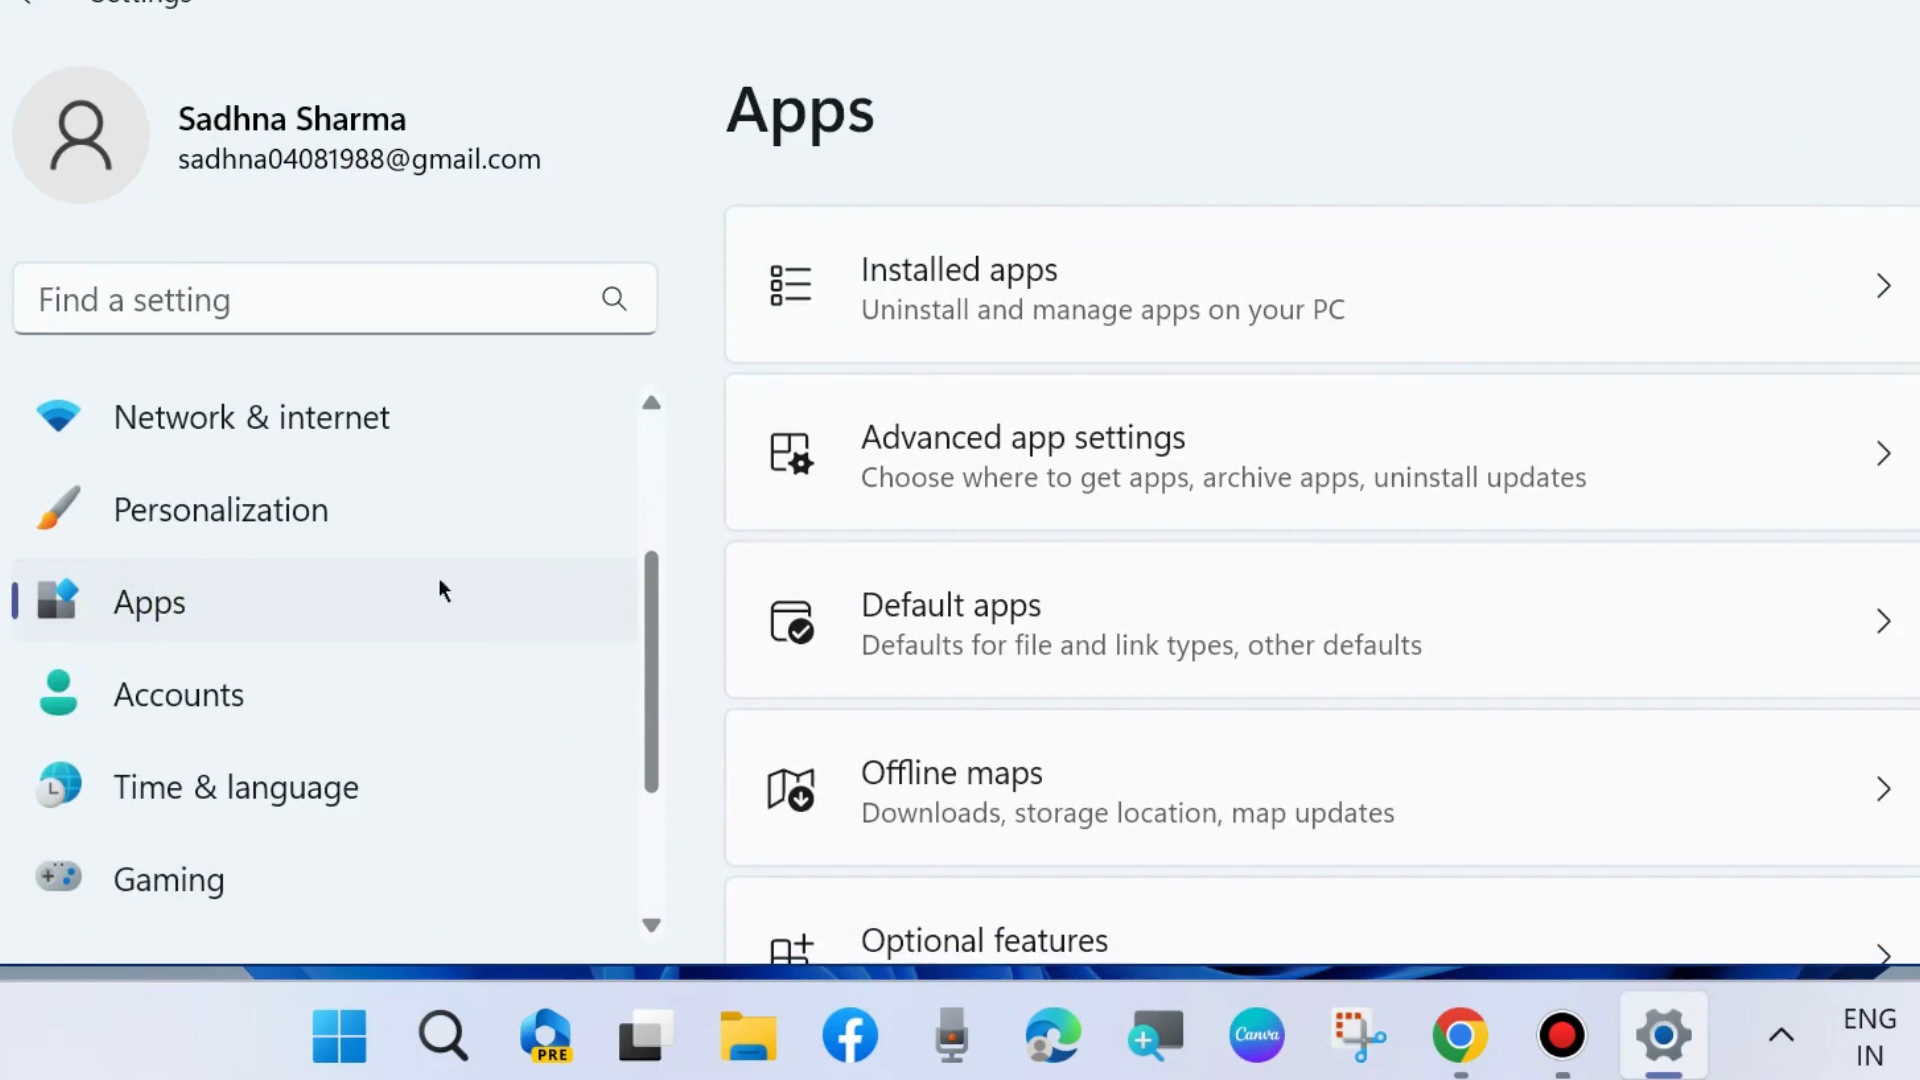 Settings
Sadhna Sharma
sadhna04081988@gmail.com
Find a setting
Network & internet
Personalization
Apps
Accounts
Time & language
Gaming
Apps
Installed apps
Uninstall and manage apps on your PC
Advanced app settings
Choose where to get apps, archive apps, uninstall updates
Default apps
Defaults for file and link types, other defaults
Offline maps
Downloads, storage location, map updates
Optional features
PRE
Canva
ENG
IN